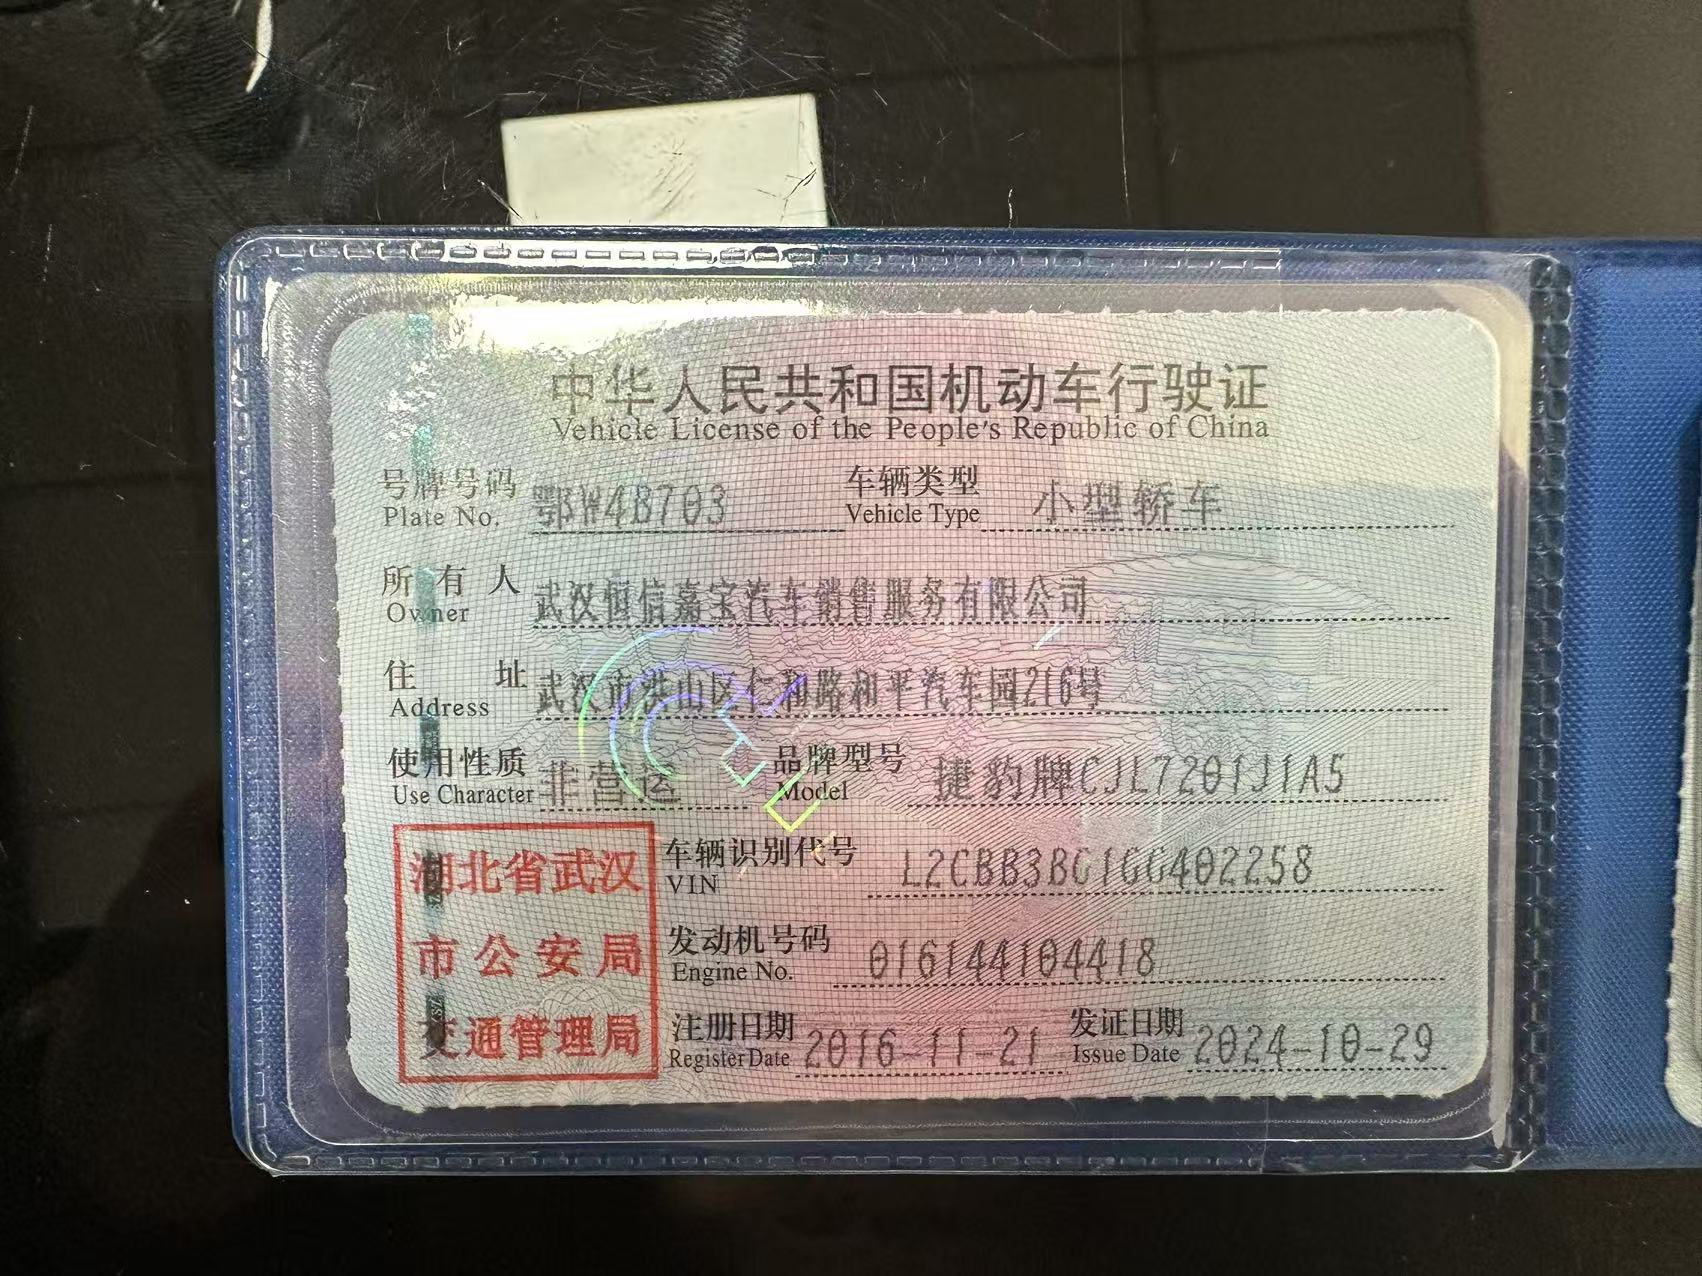 中华人民共和国机动车行驶证
Vehicle License of the People's Republic of China
号牌号码 鄂W4B703 车辆类型 小型轿车
Plate No. Vehicle Type
所有人 武汉恒信嘉宝汽车销售服务有限公司
Owner
住址 武汉市洪山区仁和路和平汽车园216号
Address
使用性质 非营运 品牌型号 捷豹牌CJL7201J1A5
Use Character Model
湖北省武汉
市公安局
交通管理局
车辆识别代号 L2CBB3BG1GG402258
VIN
发动机号码 016144104418
Engine No.
注册日期 2016-11-21 发证日期 2024-10-29
Register Date Issue Date